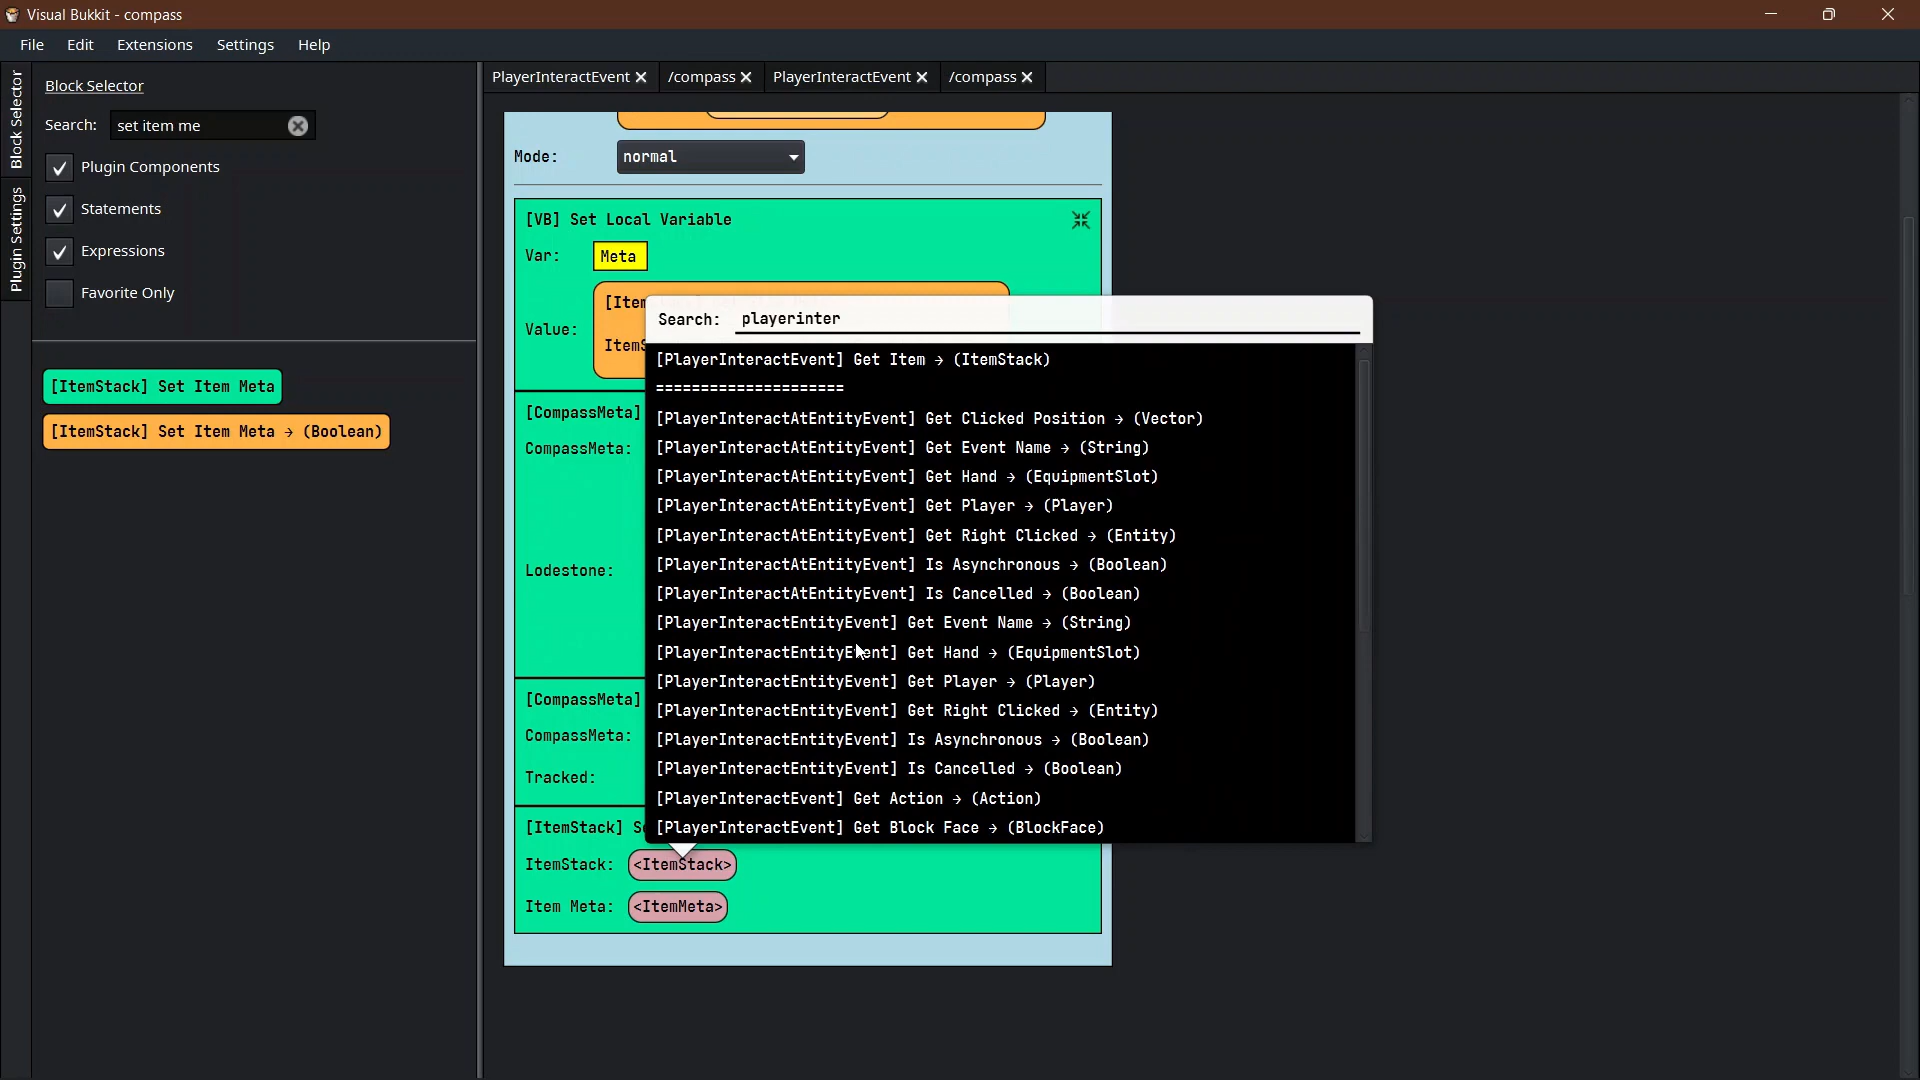 Visual Bukkit - compass
File Edit Extensions Settings Help
Block Selector
Plugin Settings
Block Selector
Search: set item me
Plugin Components
Statements
Expressions
Favorite Only
[ItemStack] Set Item Meta
[ItemStack] Set Item Meta → (Boolean)
PlayerInteractEvent /compass PlayerInteractEvent /compass
Mode: normal
[VB] Set Local Variable
Var: Meta
Value:
[Item
ItemS
Search: playerinter
[PlayerInteractEvent] Get Item → (ItemStack)
=====================
[PlayerInteractAtEntityEvent] Get Clicked Position → (Vector)
[PlayerInteractAtEntityEvent] Get Event Name → (String)
[PlayerInteractAtEntityEvent] Get Hand → (EquipmentSlot)
[PlayerInteractAtEntityEvent] Get Player → (Player)
[PlayerInteractAtEntityEvent] Get Right Clicked → (Entity)
[PlayerInteractAtEntityEvent] Is Asynchronous → (Boolean)
[PlayerInteractAtEntityEvent] Is Cancelled → (Boolean)
[PlayerInteractEntityEvent] Get Event Name → (String)
[PlayerInteractEntityEvent] Get Hand → (EquipmentSlot)
[PlayerInteractEntityEvent] Get Player → (Player)
[PlayerInteractEntityEvent] Get Right Clicked → (Entity)
[PlayerInteractEntityEvent] Is Asynchronous → (Boolean)
[PlayerInteractEntityEvent] Is Cancelled → (Boolean)
[PlayerInteractEvent] Get Action → (Action)
[PlayerInteractEvent] Get Block Face → (BlockFace)
[CompassMeta]
CompassMeta:
Lodestone:
[CompassMeta]
CompassMeta:
Tracked:
[ItemStack] S
ItemStack: <ItemStack>
Item Meta: <ItemMeta>